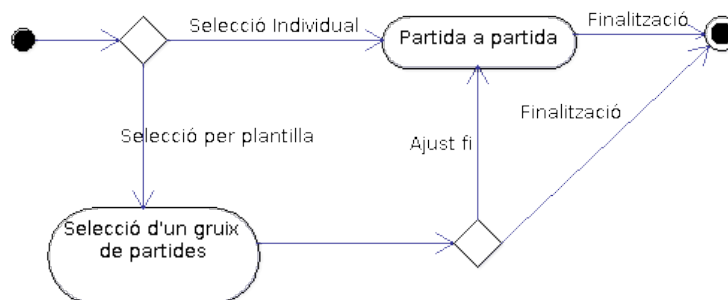 Selecció Individual
Partida a partida
Finalització
Selecció per plantilla
Ajust fi
Finalització
Selecció d'un gruix
de partides